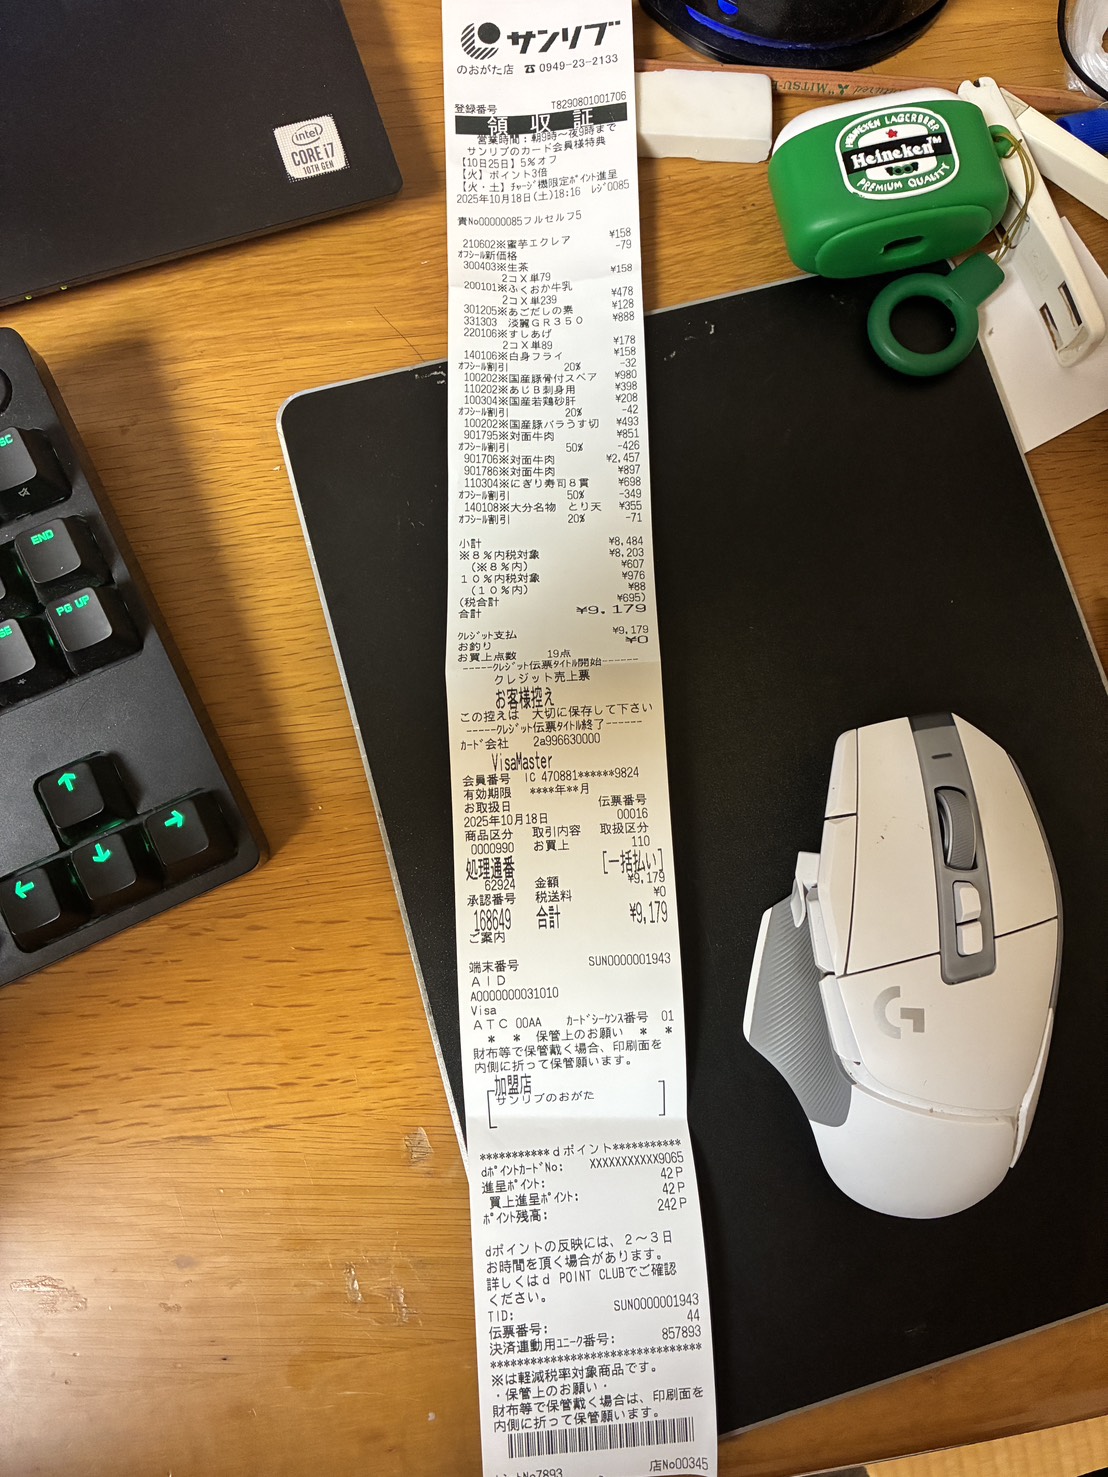 サンリブ
のおがた店 ☎0949-23-2133
登録番号 T8290801001706
領収証
営業時間：朝9時～夜9時まで
サンリブのカード会員様特典
【10日25日】5%オフ
【火】ポイント3倍
【火・土】ﾁｬｰｼﾞ機限定ﾎﾟｲﾝﾄ進呈
2025年10月18日(土)18:16 ﾚｼﾞ0085
責No00000085フルセルフ5
210602※蜜芋エクレア ¥158
ｵﾌｼｰﾙ新価格 -79
300403※生茶
2コX単79 ¥158
200101※ふくおか牛乳
2コX単239 ¥478
301205※あごだしの素 ¥128
331303 淡麗ＧＲ３５０ ¥888
220106※すしあげ
2コX単89 ¥178
140106※白身フライ ¥158
ｵﾌｼｰﾙ割引 20% -32
100202※国産豚骨付スペア ¥980
110202※あじＢ刺身用 ¥398
100304※国産若鶏砂肝 ¥208
ｵﾌｼｰﾙ割引 20% -42
100202※国産豚バラうす切 ¥493
901795※対面牛肉 ¥851
ｵﾌｼｰﾙ割引 50% -426
901706※対面牛肉 ¥2,457
901786※対面牛肉 ¥897
110304※にぎり寿司８貫 ¥698
ｵﾌｼｰﾙ割引 50% -349
140108※大分名物 とり天 ¥355
ｵﾌｼｰﾙ割引 20% -71
小計 ¥8,484
※８％内税対象 ¥8,203
(※８％内) ¥607
１０％内税対象 ¥976
(１０％内) ¥88
(税合計 ¥695)
合計 ¥9,179
ｸﾚｼﾞｯﾄ支払 ¥9,179
お釣り ¥0
お買上点数 19点
-----ｸﾚｼﾞｯﾄ伝票ﾀｲﾄﾙ開始------
クレジット売上票
お客様控え
この控えは 大切に保存して下さい
-----ｸﾚｼﾞｯﾄ伝票ﾀｲﾄﾙ終了------
ｶｰﾄﾞ会社 2a996630000
VisaMaster
会員番号 IC 470881******9824
有効期限 ****年**月
お取扱日 伝票番号
2025年10月18日 00016
商品区分 取引内容 取扱区分
0000990 お買上 110
処理通番 [一括払い]
62924 金額 ¥9,179
承認番号 税送料 ¥0
168649 合計 ¥9,179
ご案内
端末番号 SUN0000001943
ＡＩＤ
A0000000031010
Visa
ＡＴＣ 00AA ｶｰﾄﾞｼｰｹﾝｽ番号 01
＊ ＊ 保管上のお願い ＊ ＊
財布等で保管戴く場合、印刷面を
内側に折って保管願います。
加盟店
サンリブのおがた
***********ｄポイント***********
dﾎﾟｲﾝﾄｶｰﾄﾞNo: XXXXXXXXXXX9065
進呈ﾎﾟｲﾝﾄ: 42P
買上進呈ﾎﾟｲﾝﾄ: 42P
ﾎﾟｲﾝﾄ残高: 242P
ｄポイントの反映には、２～３日
お時間を頂く場合があります。
詳しくはｄ POINT CLUBでご確認
ください。
TID: SUN0000001943
伝票番号: 44
決済連動用ﾕﾆｰｸ番号: 857893
********************************
※は軽減税率対象商品です。
・保管上のお願い・
財布等で保管戴く場合は、印刷面を
内側に折って保管願います。
店No00345
intel
CORE i7
10TH GEN
HEINEKEN LAGER BEER
Heineken™
PREMIUM QUALITY
END
PG UP
G